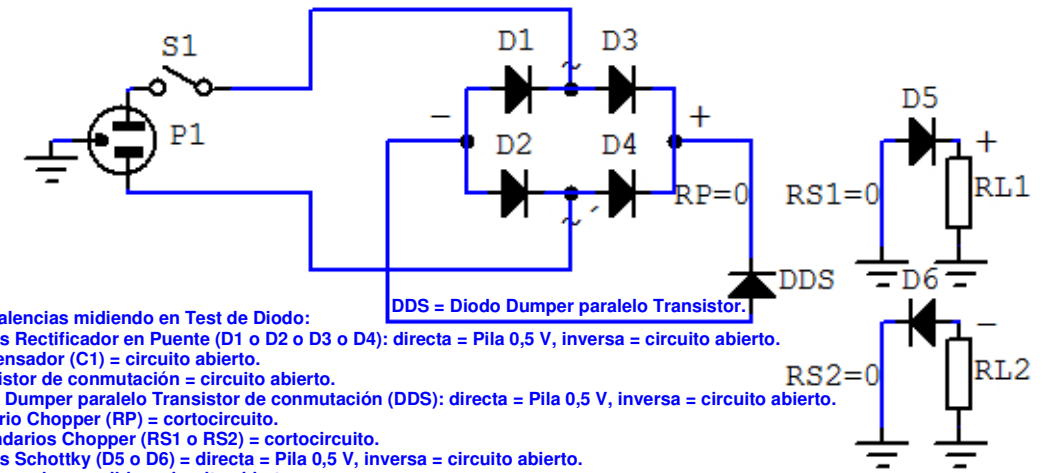 S1
P1
D1
D3
~
-
+
D2
D4
~
RP=0
DDS
D5
+
RS1=0
RL1
D6
-
RS2=0
RL2
DDS = Diodo Dumper paralelo Transistor.
alencias midiendo en Test de Diodo:
s Rectificador en Puente (D1 o D2 o D3 o D4): directa = Pila 0,5 V, inversa = circuito abierto.
ensador (C1) = circuito abierto.
istor de conmutación = circuito abierto.
Dumper paralelo Transistor de conmutación (DDS): directa = Pila 0,5 V, inversa = circuito abierto.
rio Chopper (RP) = cortocircuito.
ndarios Chopper (RS1 o RS2) = cortocircuito.
s Schottky (D5 o D6) = directa = Pila 0,5 V, inversa = circuito abierto.